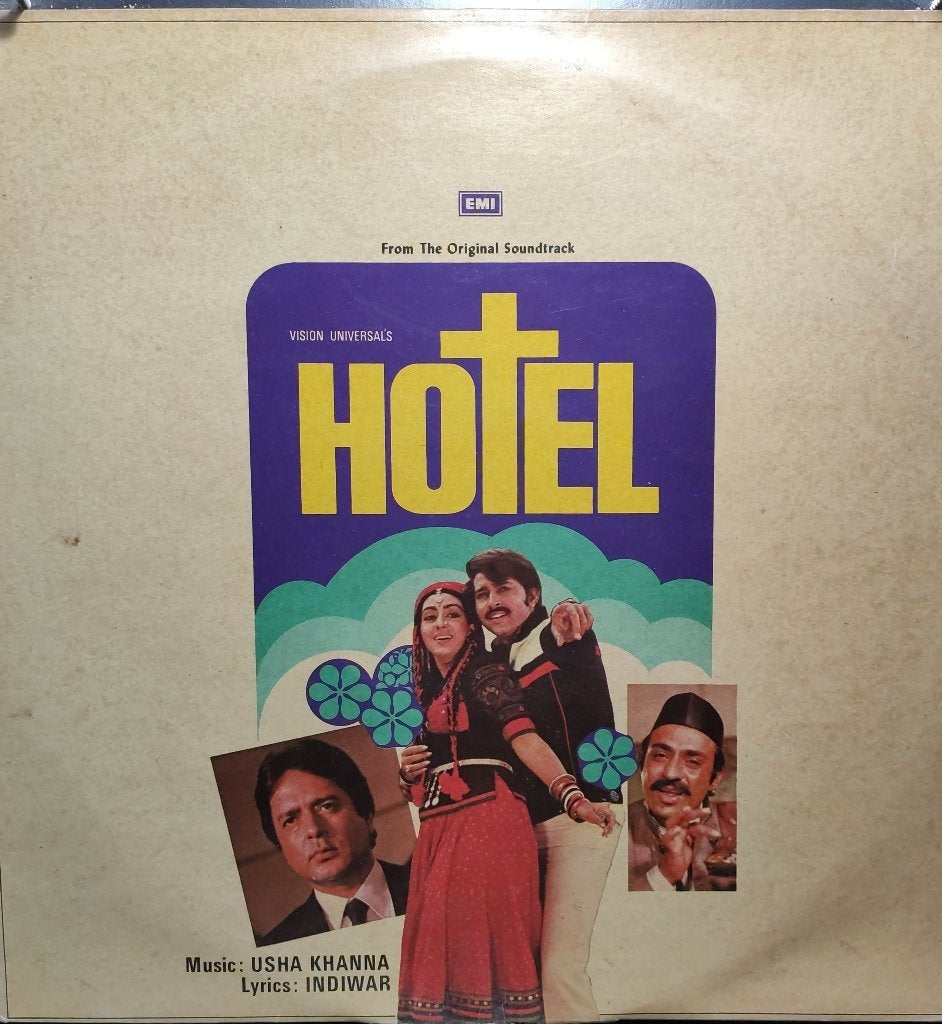 EMI
From The Original Soundtrack
VISION UNIVERSAL'S
HOTEL
Music: USHA KHANNA
Lyrics: INDIWAR